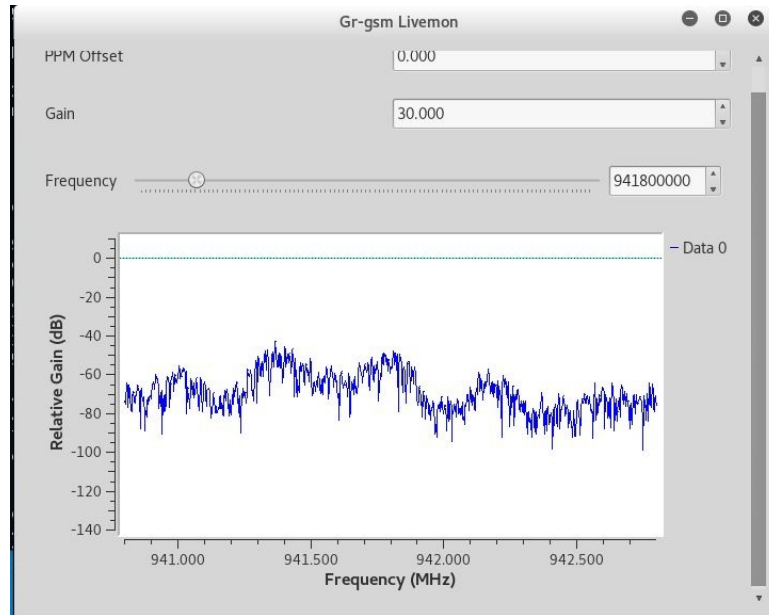 Gr-gsm Livemon
PPM Offset 0.000
Gain 30.000
Frequency 941800000
Data 0
0
-20
-40
-60
-80
-100
-120
-140
Relative Gain (dB)
941.000 941.500 942.000 942.500
Frequency (MHz)